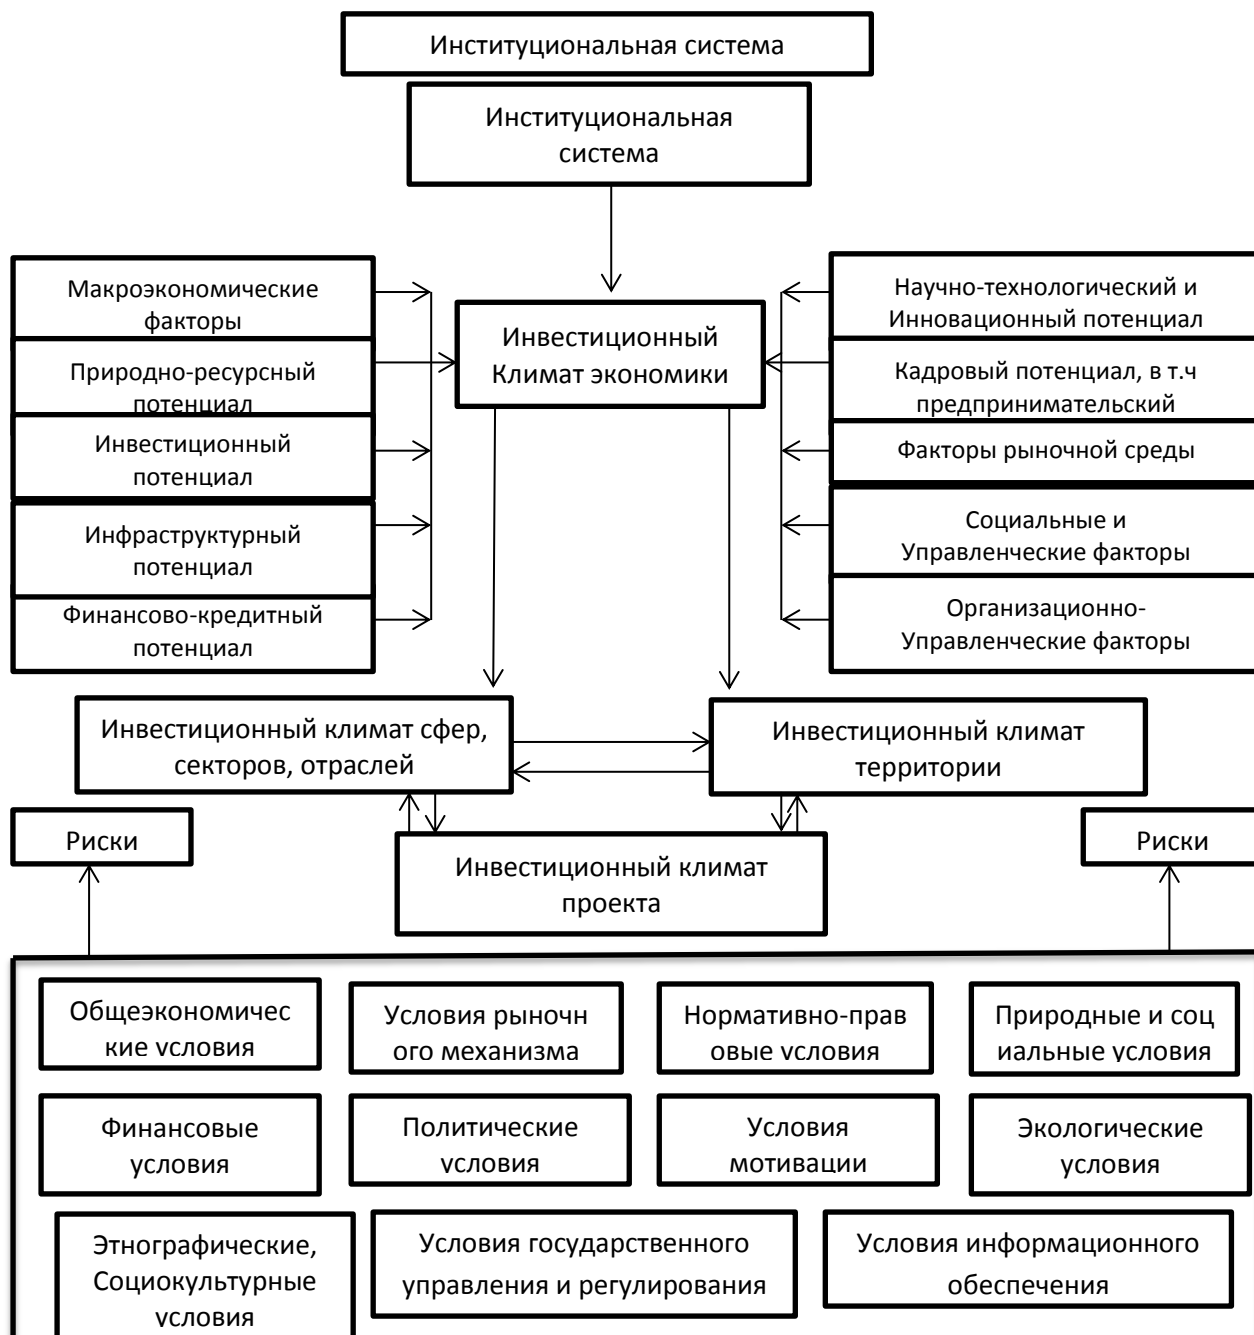 Институциональная система
Институциональная
система
Макроэкономические
факторы
Природно-ресурсный
потенциал
Инвестиционный
потенциал
Инфраструктурный
потенциал
Финансово-кредитный
потенциал
Инвестиционный
Климат экономики
Научно-технологический и
Инновационный потенциал
Кадровый потенциал, в т.ч
предпринимательский
Факторы рыночной среды
Социальные и
Управленческие факторы
Организационно-
Управленческие факторы
Инвестиционный климат сфер,
секторов, отраслей
Инвестиционный климат
территории
Риски
Инвестиционный климат
проекта
Риски
Общеэкономичес
кие условия
Условия рыночн
ого механизма
Нормативно-прав
овые условия
Природные и соц
иальные условия
Финансовые
условия
Политические
условия
Условия
мотивации
Экологические
условия
Этнографические,
Социокультурные
условия
Условия государственного
управления и регулирования
Условия информационного
обеспечения